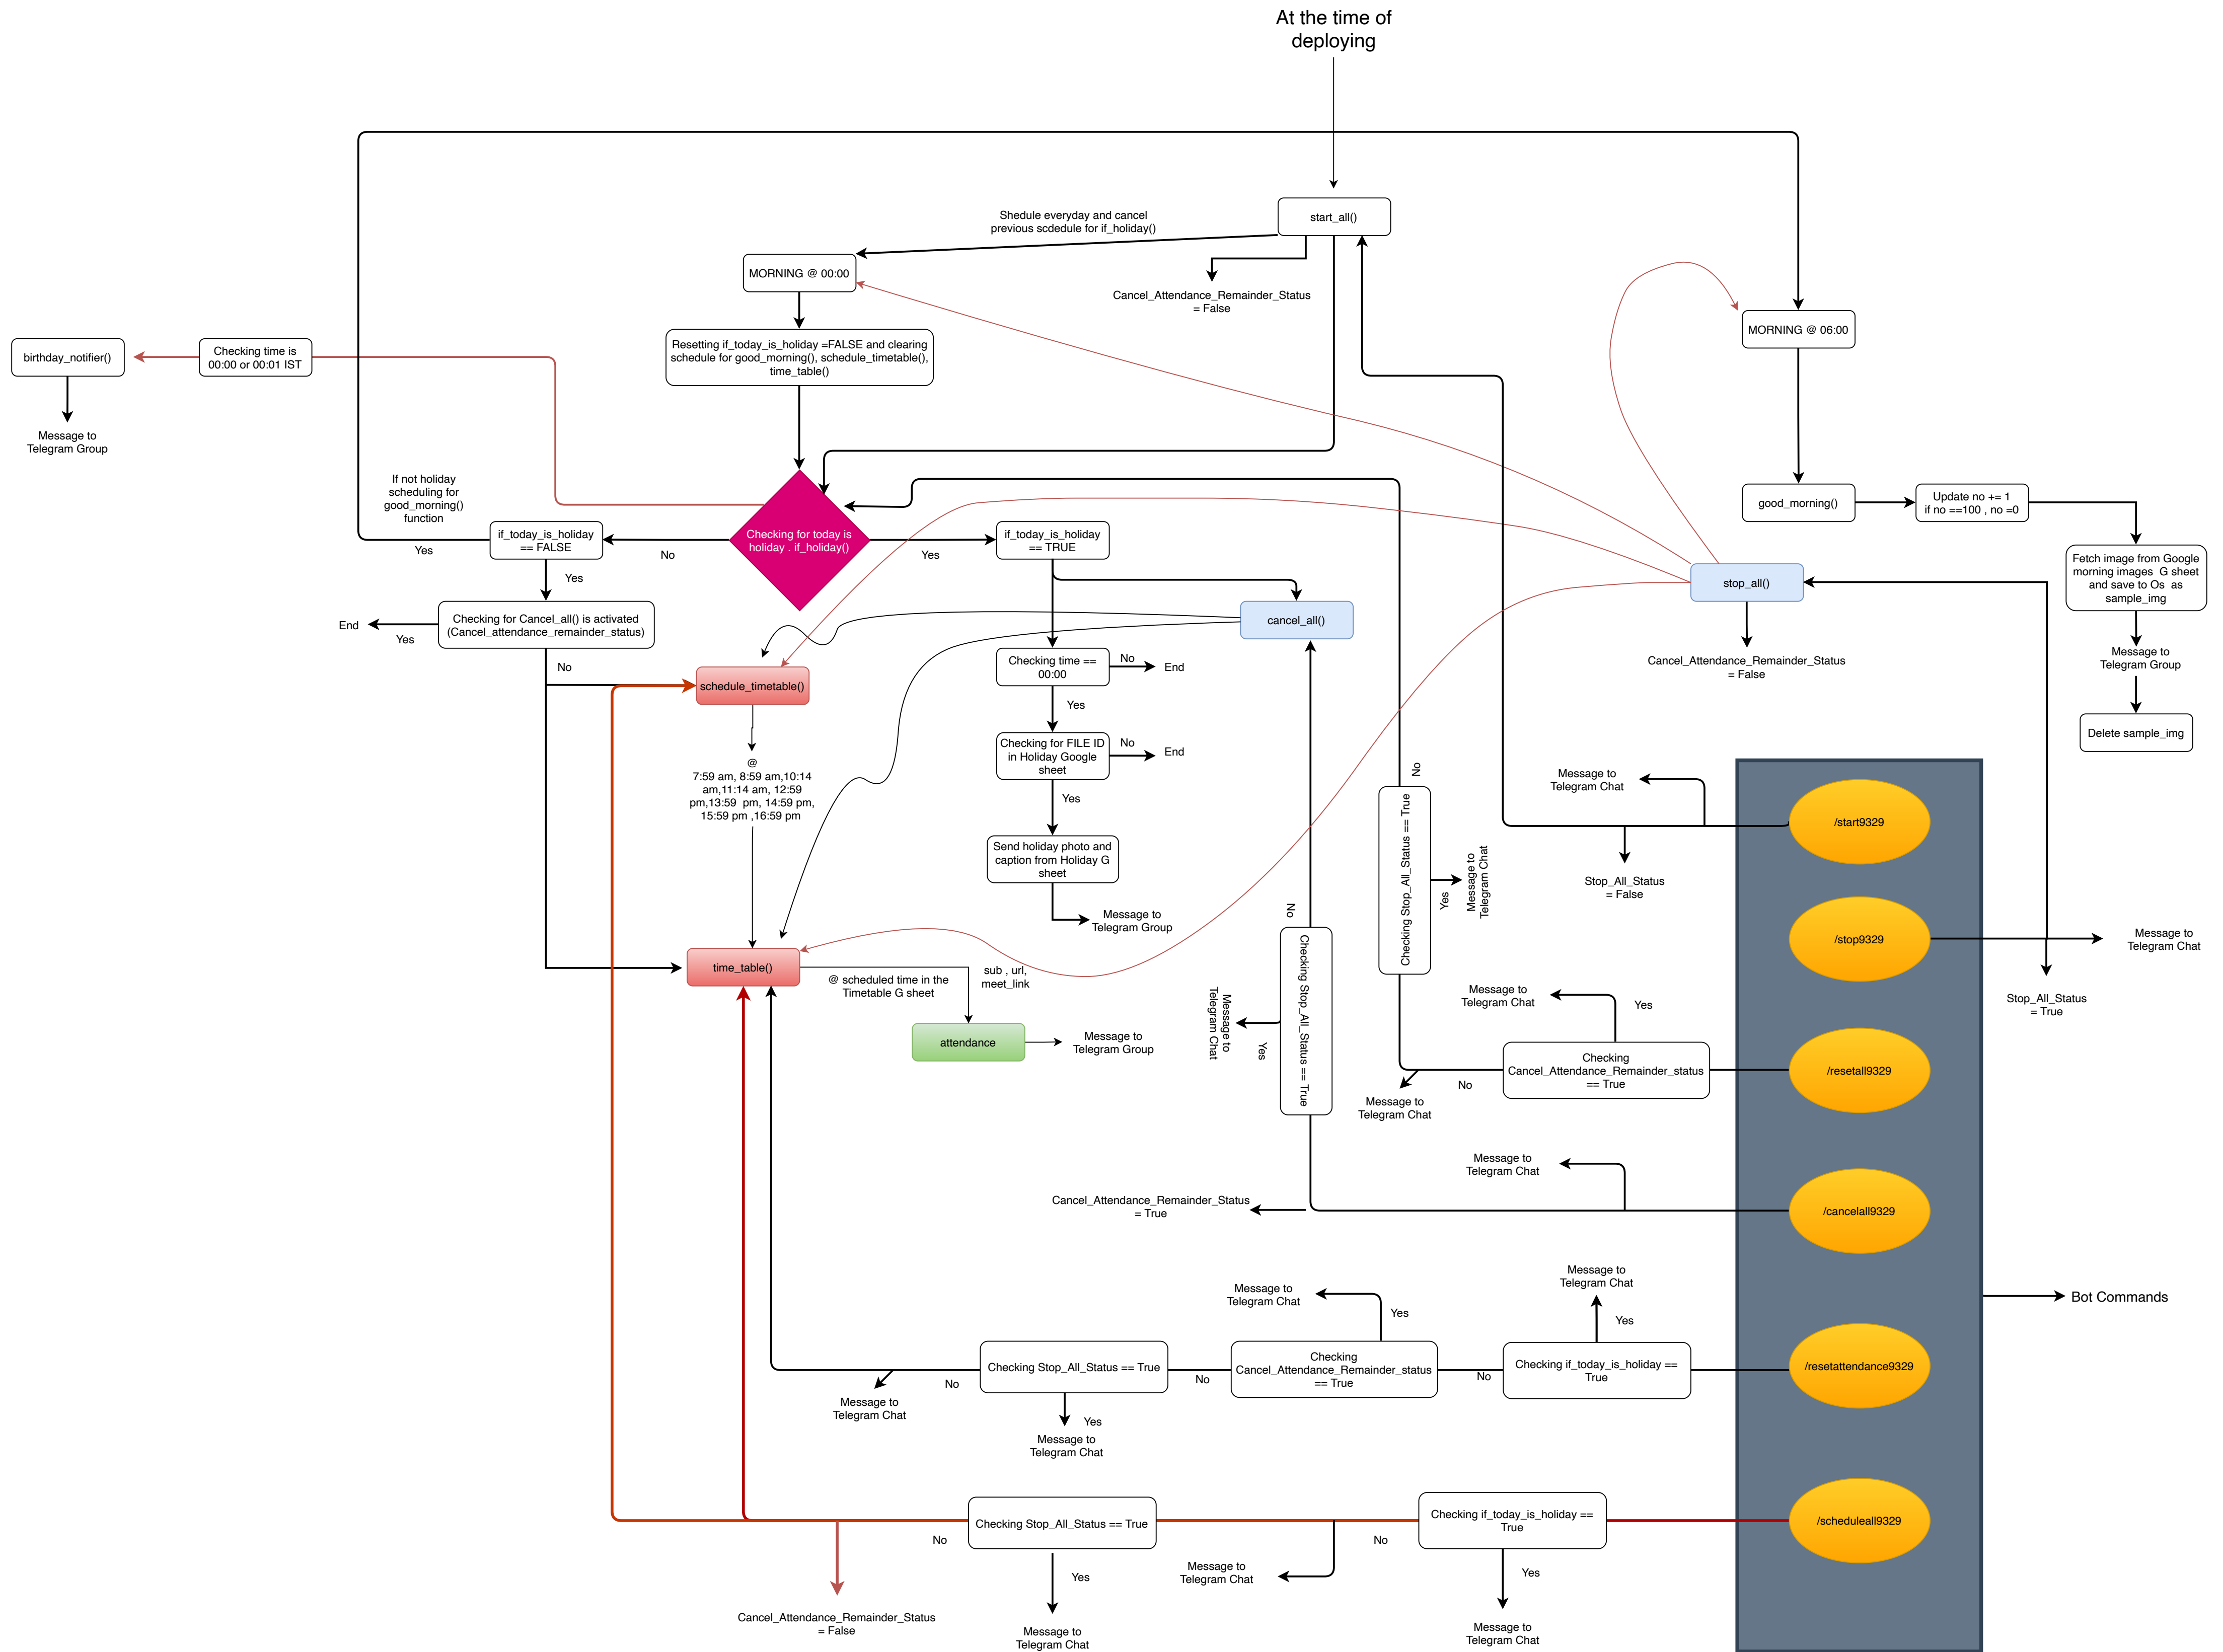 At the time of
deploying
start_all()
Shedule everyday and cancel
previous scdedule for if_holiday()
MORNING @ 00:00
Cancel_Attendance_Remainder_Status
= False
MORNING @ 06:00
Resetting if_today_is_holiday =FALSE and clearing
schedule for good_morning(), schedule_timetable(),
time_table()
birthday_notifier()
Checking time is
00:00 or 00:01 IST
Message to
Telegram Group
If not holiday
scheduling for
good_morning()
function
Yes
if_today_is_holiday
== FALSE
No
Checking for today is
holiday . if_holiday()
Yes
if_today_is_holiday
== TRUE
good_morning()
Update no += 1
if no ==100 , no =0
Fetch image from Google
morning images  G sheet
and save to Os  as
sample_img
Message to
Telegram Group
Delete sample_img
stop_all()
Cancel_Attendance_Remainder_Status
= False
Yes
Checking for Cancel_all() is activated
(Cancel_attendance_remainder_status)
End
Yes
No
cancel_all()
schedule_timetable()
@
7:59 am, 8:59 am,10:14
am,11:14 am, 12:59
pm,13:59  pm, 14:59 pm,
15:59 pm ,16:59 pm
Checking time ==
00:00
No
End
Yes
Checking for FILE ID
in Holiday Google
sheet
No
End
Yes
Send holiday photo and
caption from Holiday G
sheet
Message to
Telegram Group
time_table()
@ scheduled time in the
Timetable G sheet
sub , url,
meet_link
attendance
Message to
Telegram Group
No
Checking Stop_All_Status == True
Yes
Message to
Telegram Chat
No
Checking Stop_All_Status == True
Yes
Message to
Telegram Chat
Message to
Telegram Chat
/start9329
Stop_All_Status
= False
/stop9329
Message to
Telegram Chat
Stop_All_Status
= True
Message to
Telegram Chat
Yes
Checking
Cancel_Attendance_Remainder_status
== True
/resetall9329
No
Message to
Telegram Chat
Message to
Telegram Chat
Cancel_Attendance_Remainder_Status
= True
/cancelall9329
Bot Commands
Message to
Telegram Chat
Yes
Message to
Telegram Chat
Yes
Checking Stop_All_Status == True
Checking
Cancel_Attendance_Remainder_status
== True
Checking if_today_is_holiday ==
True
/resetattendance9329
No
No
No
Message to
Telegram Chat
Yes
Message to
Telegram Chat
Checking Stop_All_Status == True
Checking if_today_is_holiday ==
True
/scheduleall9329
No
No
Message to
Telegram Chat
Yes
Yes
Cancel_Attendance_Remainder_Status
= False
Message to
Telegram Chat
Message to
Telegram Chat